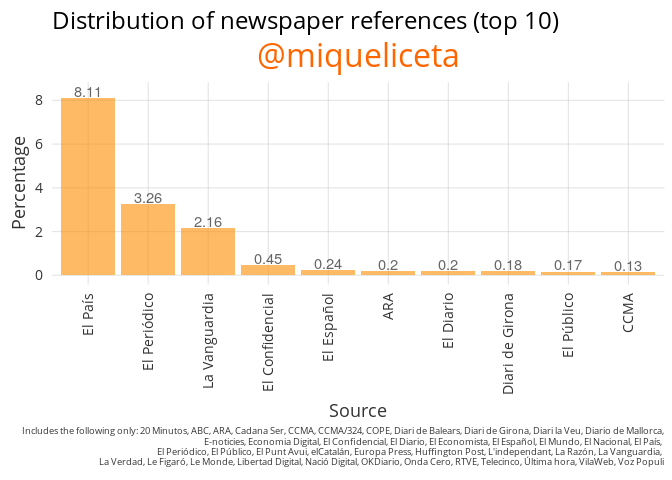 Distribution of newspaper references (top 10)
@miqueliceta
8.11
3.26
2.16
0.45
0.24
0.2
0.2
0.18
0.17
0.13
8
6
4
2
0
Percentage
El País
El Periódico
La Vanguardia
El Confidencial
El Español
ARA
El Diario
Diari de Girona
El Público
CCMA
Source
Includes the following only: 20 Minutos, ABC, ARA, Cadana Ser, CCMA, CCMA/324, COPE, Diari de Balears, Diari de Girona, Diari la Veu, Diario de Mallorca,
E-noticies, Economia Digital, El Confidencial, El Diario, El Economista, El Español, El Mundo, El Nacional, El País,
El Periódico, El Público, El Punt Avui, elCatalán, Europa Press, Huffington Post, L'independant, La Razón, La Vanguardia,
La Verdad, Le Figaró, Le Monde, Libertad Digital, Nació Digital, OKDiario, Onda Cero, RTVE, Telecinco, Última hora, VilaWeb, Voz Populi